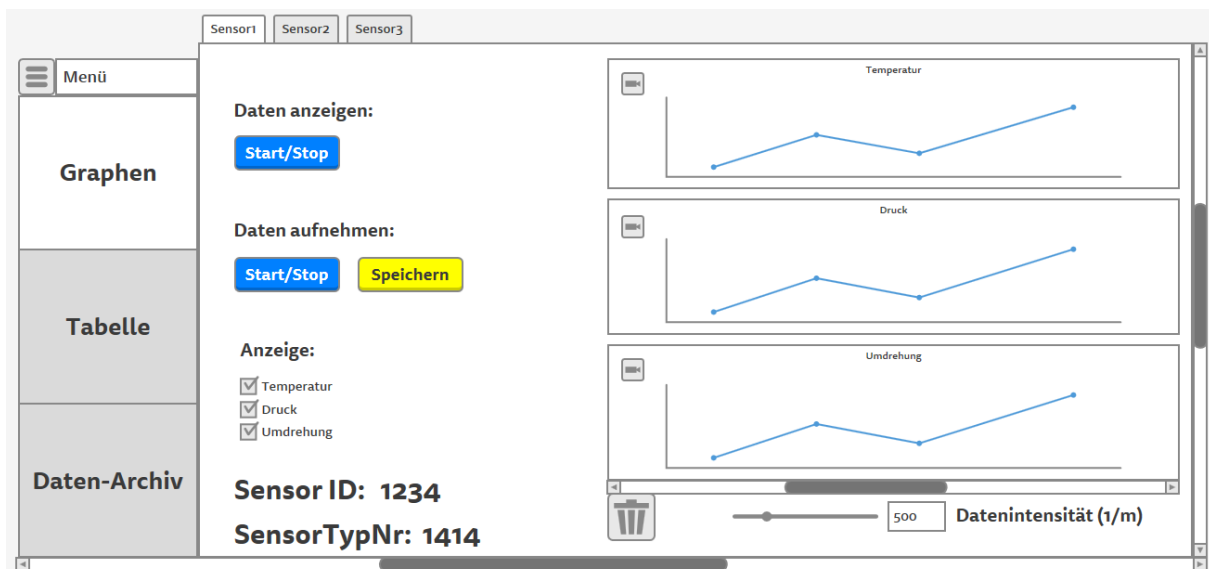 Sensor1 Sensor2 Sensor3
Menü
Graphen
Tabelle
Daten-Archiv
Daten anzeigen:
Start/Stop
Daten aufnehmen:
Start/Stop Speichern
Anzeige:
Temperatur
Druck
Umdrehung
Sensor ID: 1234
SensorTypNr: 1414
Temperatur
Druck
Umdrehung
500 Datenintensität (1/m)